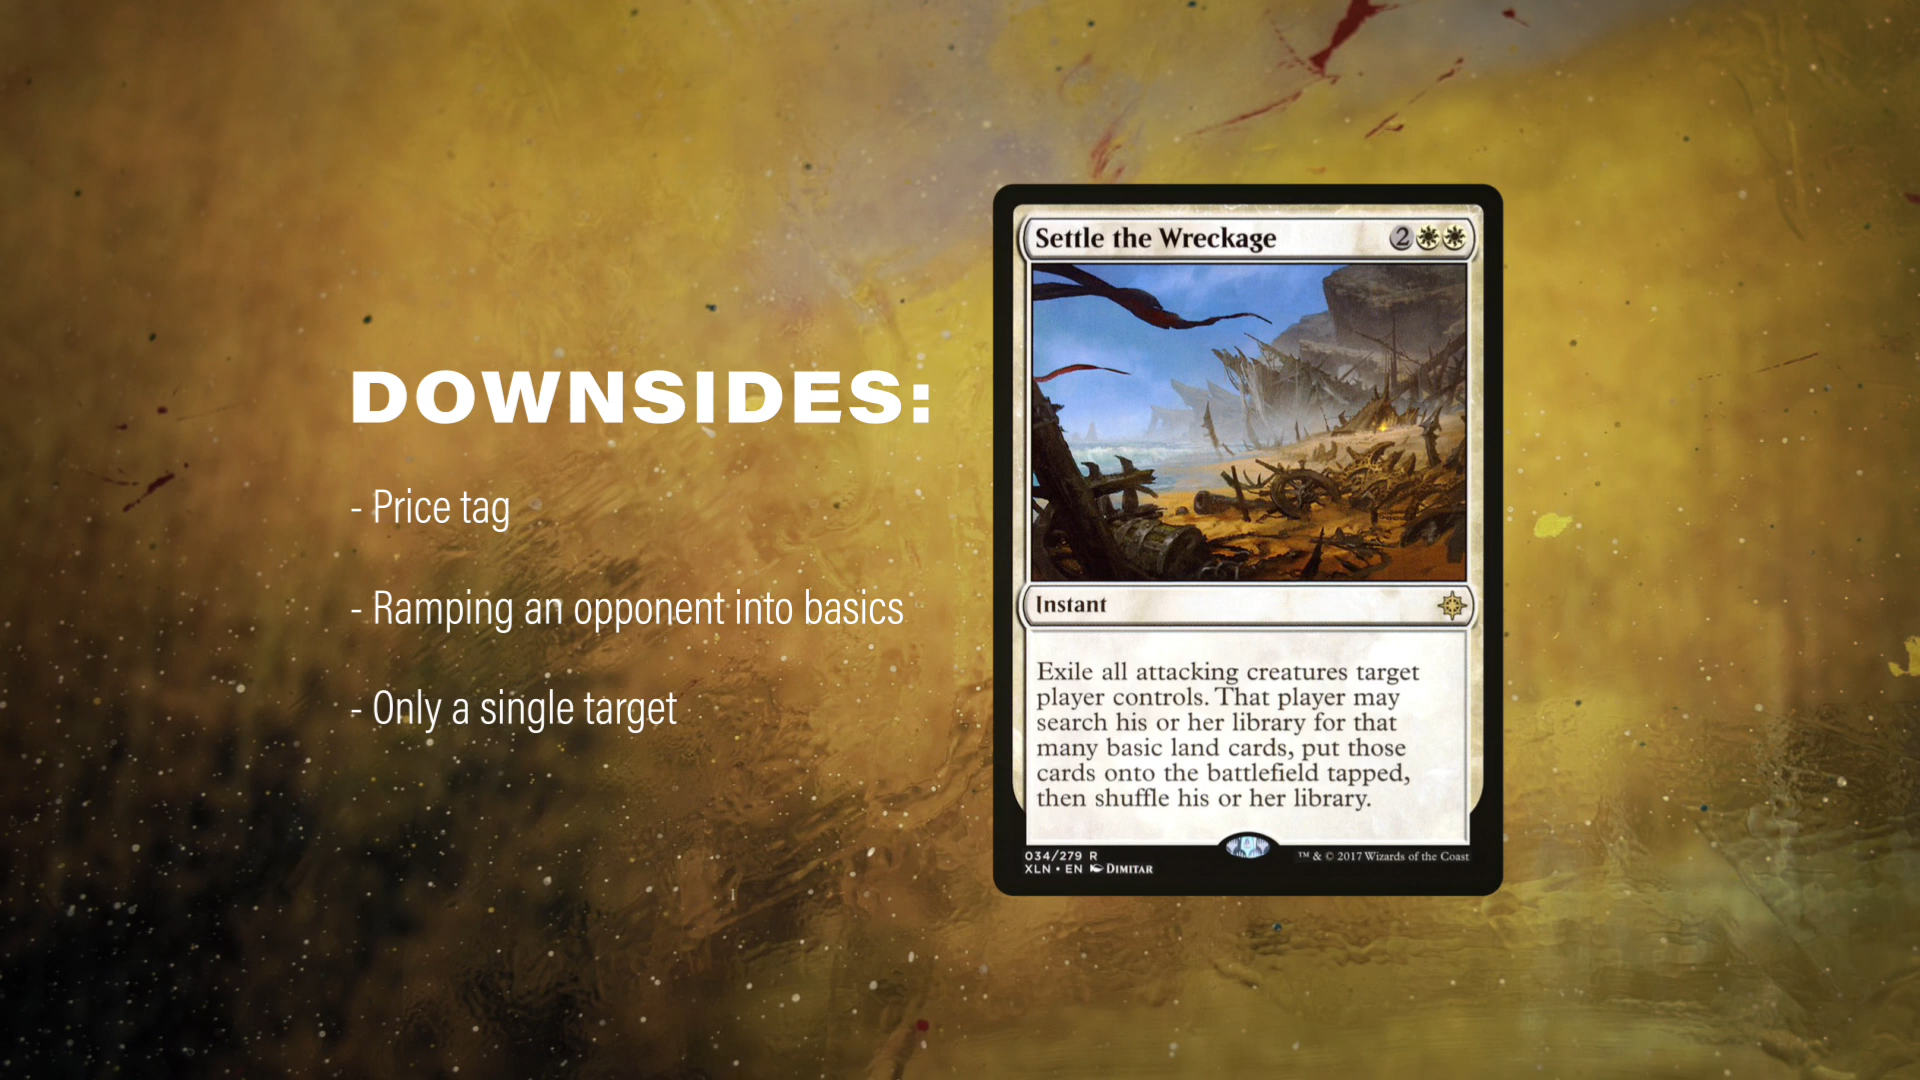 DOWNSIDES:
- Price tag
- Ramping an opponent into basics
- Only a single target
Settle the Wreckage 2
Instant
Exile all attacking creatures target
player controls. That player may
search his or her library for that
many basic land cards, put those
cards onto the battlefield tapped,
then shuffle his or her library.
034/279 R
XLN • EN DIMITAR
™ & © 2017 Wizards of the Coast